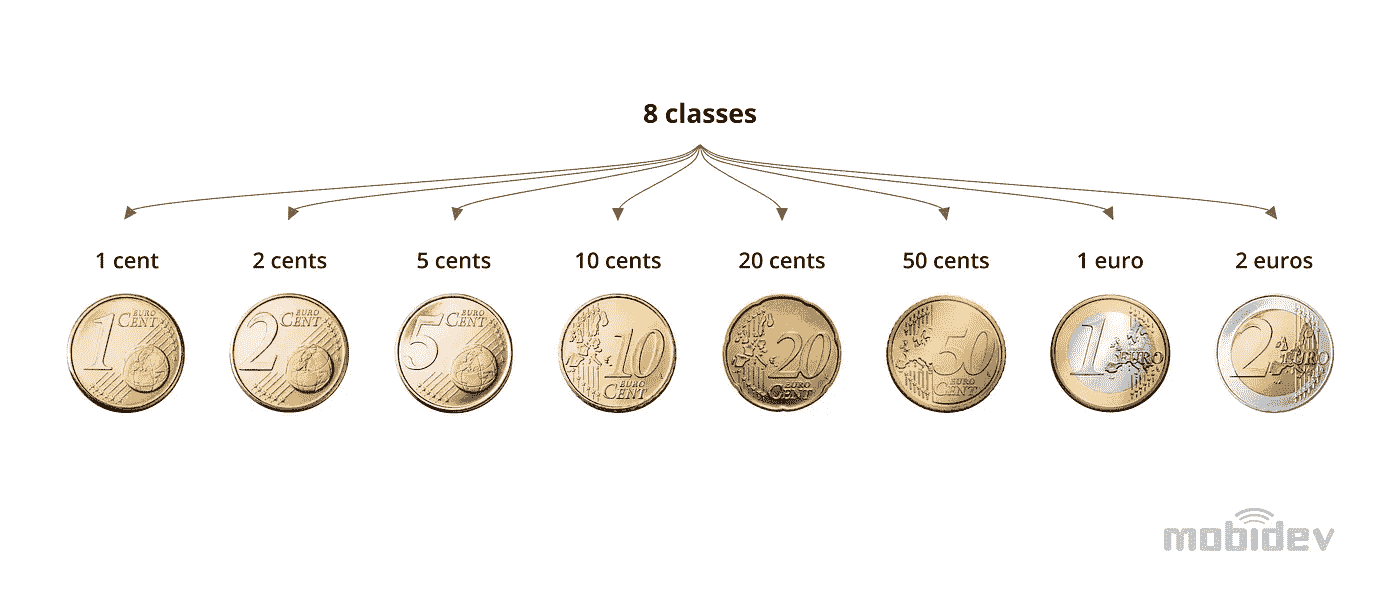 8 classes
1 cent 2 cents 5 cents 10 cents 20 cents 50 cents 1 euro 2 euros
1 EURO CENT
2 EURO CENT
5 EURO CENT
10 EURO CENT
20 EURO CENT
50 EURO CENT
1 EURO
2 EURO
mobidev